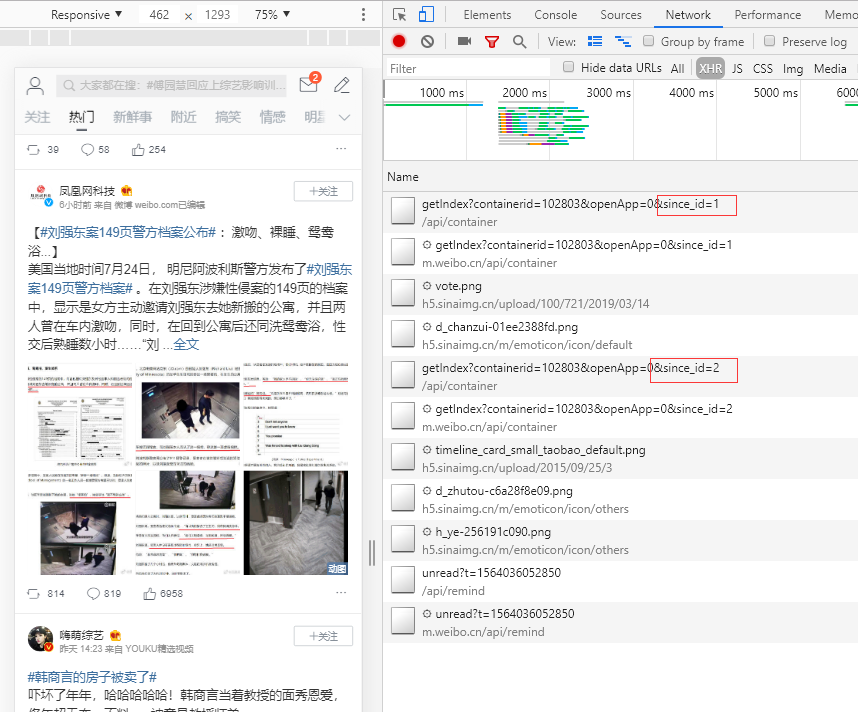 Responsive ▼ 462 × 1293 75% ▼
大家都在搜：#傅园慧回应上综艺影响训... 2
关注 热门 新鲜事 附近 搞笑 情感
39 58 254 ...
凤凰网科技
6小时前 来自 微博 weibo.com已编辑
+关注
【#刘强东案149页警方档案公布#：激吻、裸睡、鸳鸯
浴...】
美国当地时间7月24日， 明尼阿波利斯警方发布了#刘强东
案149页警方档案# 。在刘强东涉嫌性侵案的149页的档案
中，显示是女方主动邀请刘强东去她新搬的公寓，并且两
人曾在车内激吻，同时，在回到公寓后还同洗鸳鸯浴，性
交后熟睡数小时……“刘 ...全文
动图
814 819 6958 ...
嗨萌综艺
昨天 14:23 来自 YOUKU精选视频
+关注
#韩商言的房子被卖了#
吓坏了年年，哈哈哈哈哈！韩商言当着教授的面秀恩爱，
Elements Console Sources Network Performance Memo
View: Group by frame Preserve log
Filter Hide data URLs All XHR JS CSS Img Media
1000 ms 2000 ms 3000 ms 4000 ms 5000 ms 6000
Name
getIndex?containerid=102803&openApp=0&since_id=1
/api/container
getIndex?containerid=102803&openApp=0&since_id=1
m.weibo.cn/api/container
vote.png
h5.sinaimg.cn/upload/100/721/2019/03/14
d_chanzui-01ee2388fd.png
h5.sinaimg.cn/m/emoticon/icon/default
getIndex?containerid=102803&openApp=0&since_id=2
/api/container
getIndex?containerid=102803&openApp=0&since_id=2
m.weibo.cn/api/container
timeline_card_small_taobao_default.png
h5.sinaimg.cn/upload/2015/09/25/3
d_zhutou-c6a28f8e09.png
h5.sinaimg.cn/m/emoticon/icon/others
h_ye-256191c090.png
h5.sinaimg.cn/m/emoticon/icon/others
unread?t=1564036052850
/api/remind
unread?t=1564036052850
m.weibo.cn/api/remind